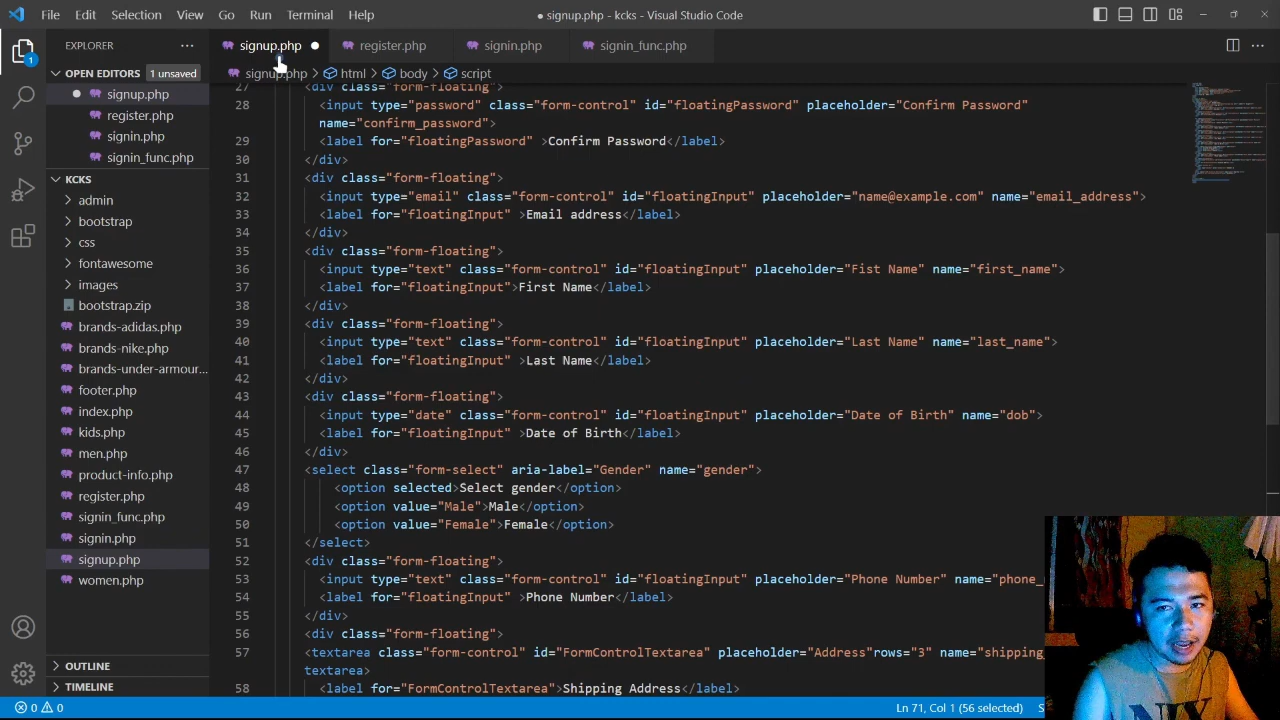 File Edit Selection View Go Run Terminal Help
● signup.php - kcks - Visual Studio Code
EXPLORER
signup.php
register.php
signin.php
signin_func.php
OPEN EDITORS 1 unsaved
signup.php
register.php
signin.php
signin_func.php
KCKS
admin
bootstrap
css
fontawesome
images
bootstrap.zip
brands-adidas.php
brands-nike.php
brands-under-armour...
footer.php
index.php
kids.php
men.php
product-info.php
register.php
signin_func.php
signin.php
signup.php
women.php
OUTLINE
TIMELINE
1
signup.php > html > body > script
27 <div class="form-floating">
28 <input type="password" class="form-control" id="floatingPassword" placeholder="Confirm Password"
name="confirm_password">
29 <label for="floatingPassword" >Confirm Password</label>
30 </div>
31 <div class="form-floating">
32 <input type="email" class="form-control" id="floatingInput" placeholder="name@example.com" name="email_address">
33 <label for="floatingInput" >Email address</label>
34 </div>
35 <div class="form-floating">
36 <input type="text" class="form-control" id="floatingInput" placeholder="Fist Name" name="first_name">
37 <label for="floatingInput">First Name</label>
38 </div>
39 <div class="form-floating">
40 <input type="text" class="form-control" id="floatingInput" placeholder="Last Name" name="last_name">
41 <label for="floatingInput" >Last Name</label>
42 </div>
43 <div class="form-floating">
44 <input type="date" class="form-control" id="floatingInput" placeholder="Date of Birth" name="dob">
45 <label for="floatingInput" >Date of Birth</label>
46 </div>
47 <select class="form-select" aria-label="Gender" name="gender">
48 <option selected>Select gender</option>
49 <option value="Male">Male</option>
50 <option value="Female">Female</option>
51 </select>
52 <div class="form-floating">
53 <input type="text" class="form-control" id="floatingInput" placeholder="Phone Number" name="phone_
54 <label for="floatingInput" >Phone Number</label>
55 </div>
56 <div class="form-floating">
57 <textarea class="form-control" id="FormControlTextarea" placeholder="Address"rows="3" name="shipping_
textarea>
58 <label for="FormControlTextarea">Shipping Address</label>
0 0
Ln 71, Col 1 (56 selected)